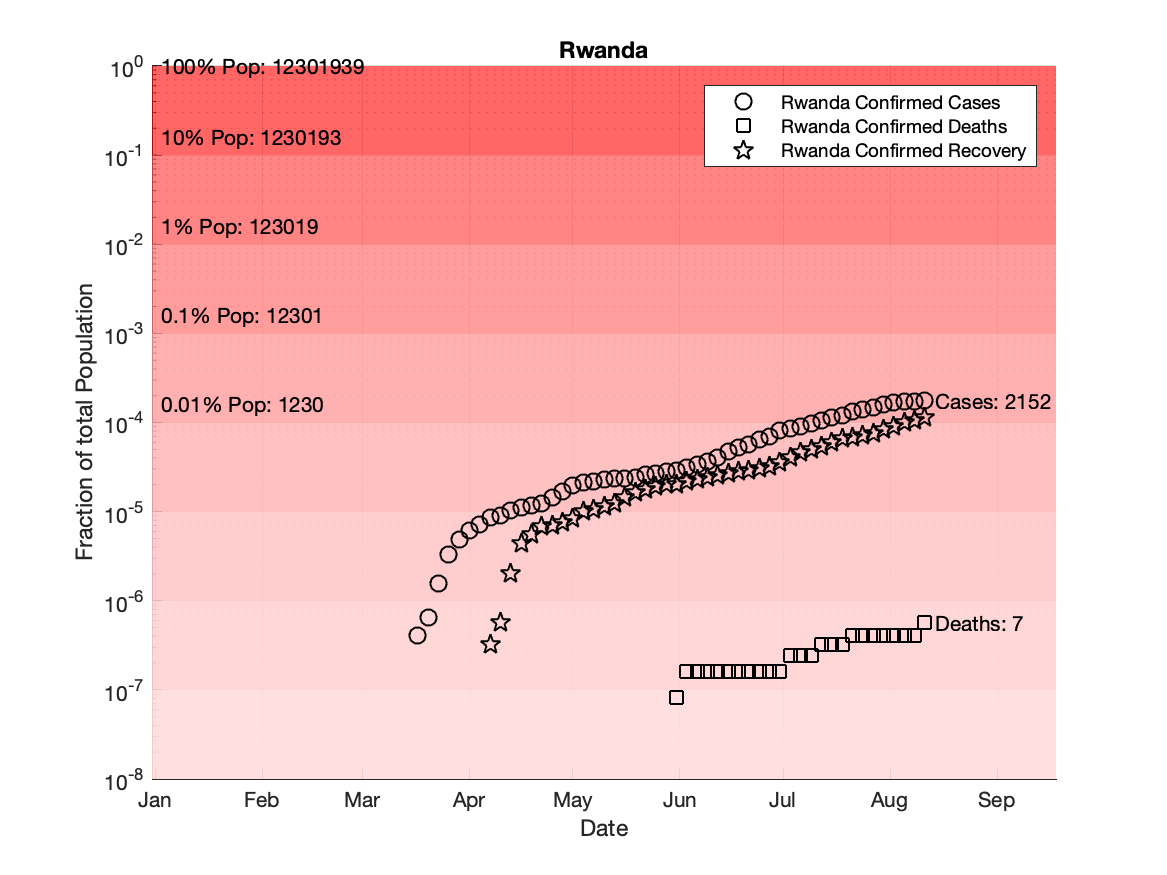 Rwanda
10^0
100% Pop: 12301939
Rwanda Confirmed Cases
Rwanda Confirmed Deaths
Rwanda Confirmed Recovery
10% Pop: 1230193
10^-1
1% Pop: 123019
10^-2
0.1% Pop: 12301
10^-3
0.01% Pop: 1230
Cases: 2152
10^-4
10^-5
10^-6
Deaths: 7
10^-7
10^-8
Fraction of total Population
Jan Feb Mar Apr May Jun Jul Aug Sep
Date